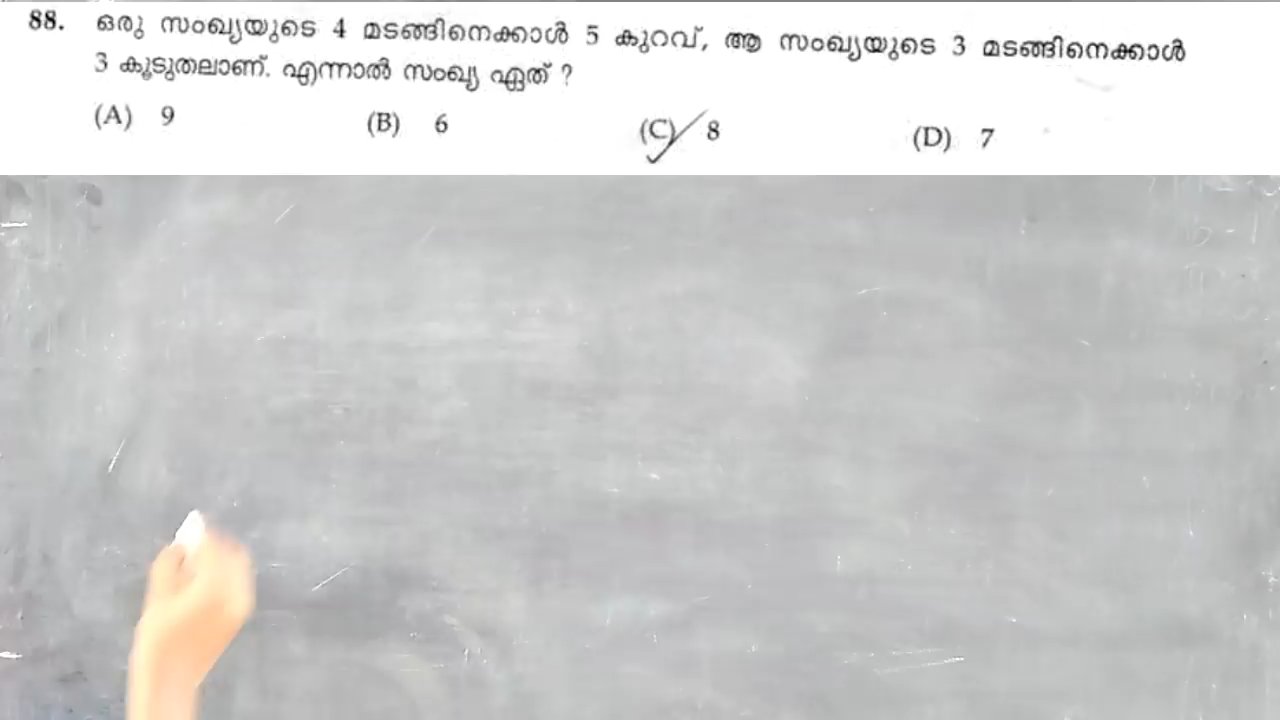 88. ഒരു സംഖ്യയുടെ 4 മടങ്ങിനെക്കാൾ 5 കുറവ്, ആ സംഖ്യയുടെ 3 മടങ്ങിനെക്കാൾ
3 കൂടുതലാണ്. എന്നാൽ സംഖ്യ ഏത് ?
(A) 9 (B) 6 (C) 8 (D) 7